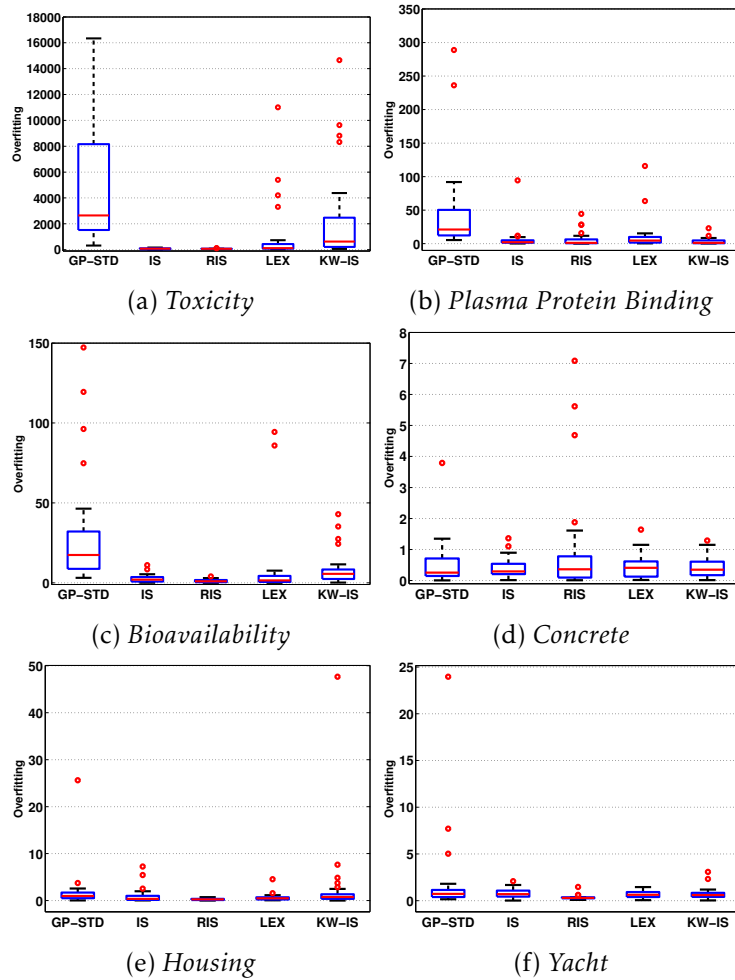 18000
16000
14000
12000
10000
8000
6000
4000
2000
0
Overfitting
GP-STD IS RIS LEX KW-IS
(a) Toxicity
350
300
250
200
150
100
50
0
Overfitting
GP-STD IS RIS LEX KW-IS
(b) Plasma Protein Binding
150
100
50
0
Overfitting
GP-STD IS RIS LEX KW-IS
(c) Bioavailability
8
7
6
5
4
3
2
1
0
Overfitting
GP-STD IS RIS LEX KW-IS
(d) Concrete
50
40
30
20
10
0
Overfitting
GP-STD IS RIS LEX KW-IS
(e) Housing
25
20
15
10
5
0
Overfitting
GP-STD IS RIS LEX KW-IS
(f) Yacht